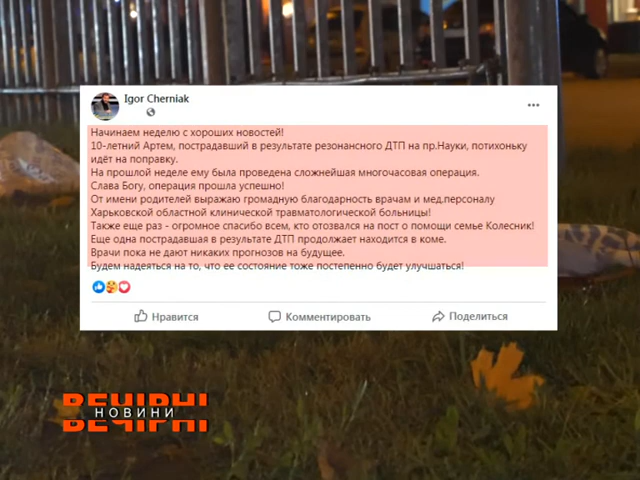 Igor Cherniak
Начинаем неделю с хороших новостей!
10-летний Артем, пострадавший в результате резонансного ДТП на пр.Науки, потихоньку
идёт на поправку.
На прошлой неделе ему была проведена сложнейшая многочасовая операция.
Слава Богу, операция прошла успешно!
От имени родителей выражаю громадную благодарность врачам и мед.персоналу
Харьковской областной клинической травматологической больницы!
Также еще раз - огромное спасибо всем, кто отозвался на пост о помощи семье Колесник!
Еще одна пострадавшая в результате ДТП продолжает находится в коме.
Врачи пока не дают никаких прогнозов на будущее.
Будем надеяться на то, что ее состояние тоже постепенно будет улучшаться!
Нравится
Комментировать
Поделиться
ВЕЧІРНІ
НОВИНИ
ВЕЧІРНІ